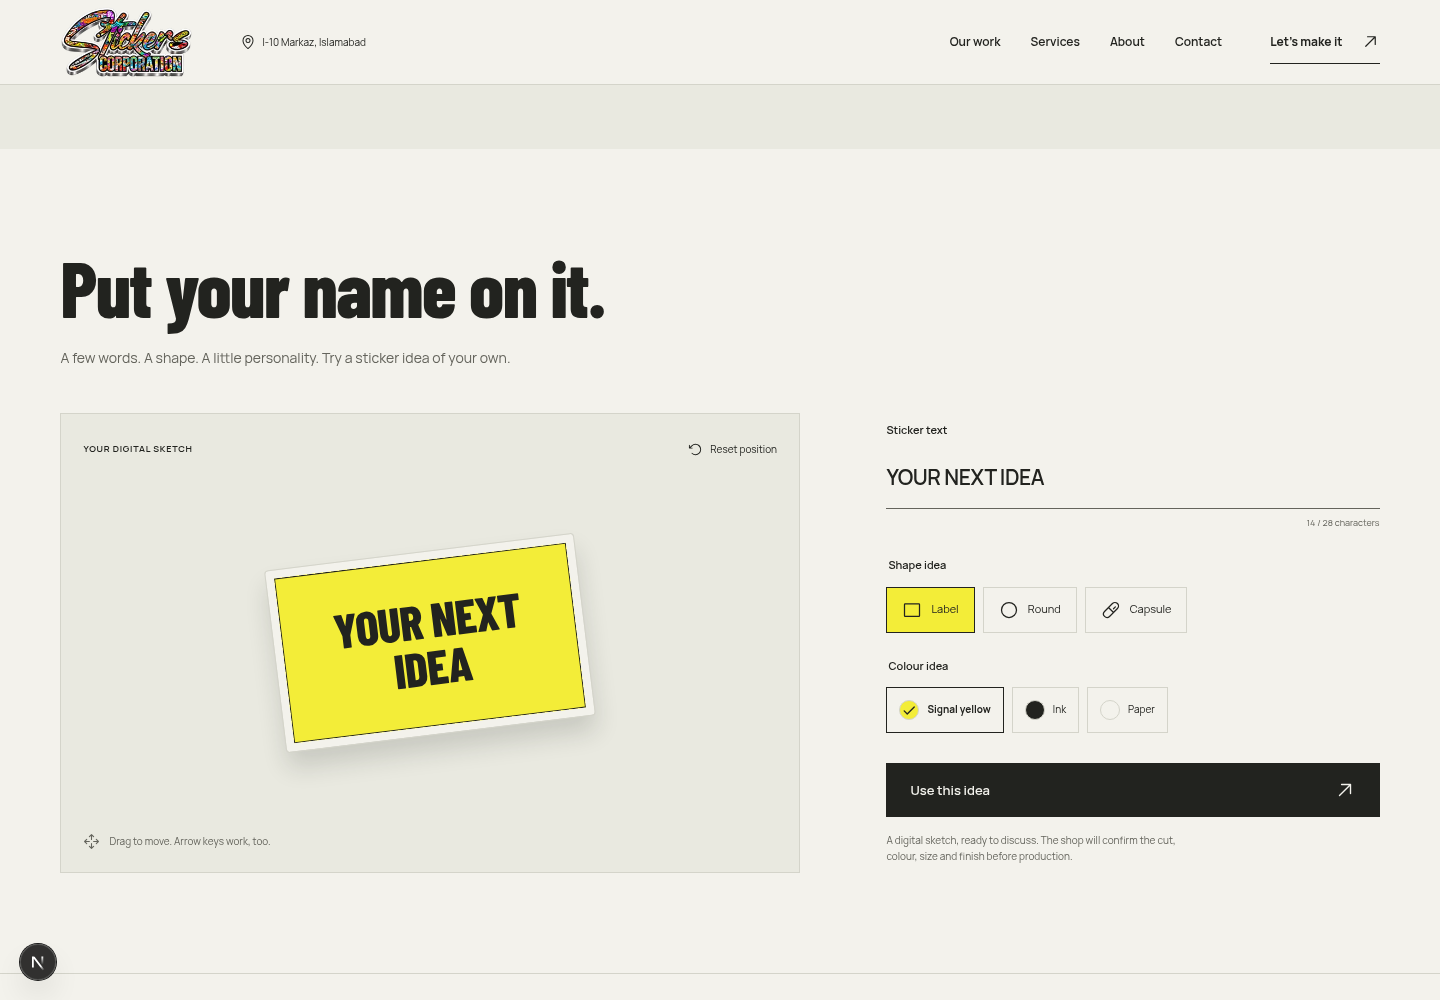 Stickers
CORPORATION
I-10 Markaz, Islamabad
Our work
Services
About
Contact
Let's make it
Put your name on it.
A few words. A shape. A little personality. Try a sticker idea of your own.
YOUR DIGITAL SKETCH
Reset position
YOUR NEXT
IDEA
Drag to move. Arrow keys work, too.
Sticker text
YOUR NEXT IDEA
14 / 28 characters
Shape idea
Label
Round
Capsule
Colour idea
Signal yellow
Ink
Paper
Use this idea
A digital sketch, ready to discuss. The shop will confirm the cut,
colour, size and finish before production.
N